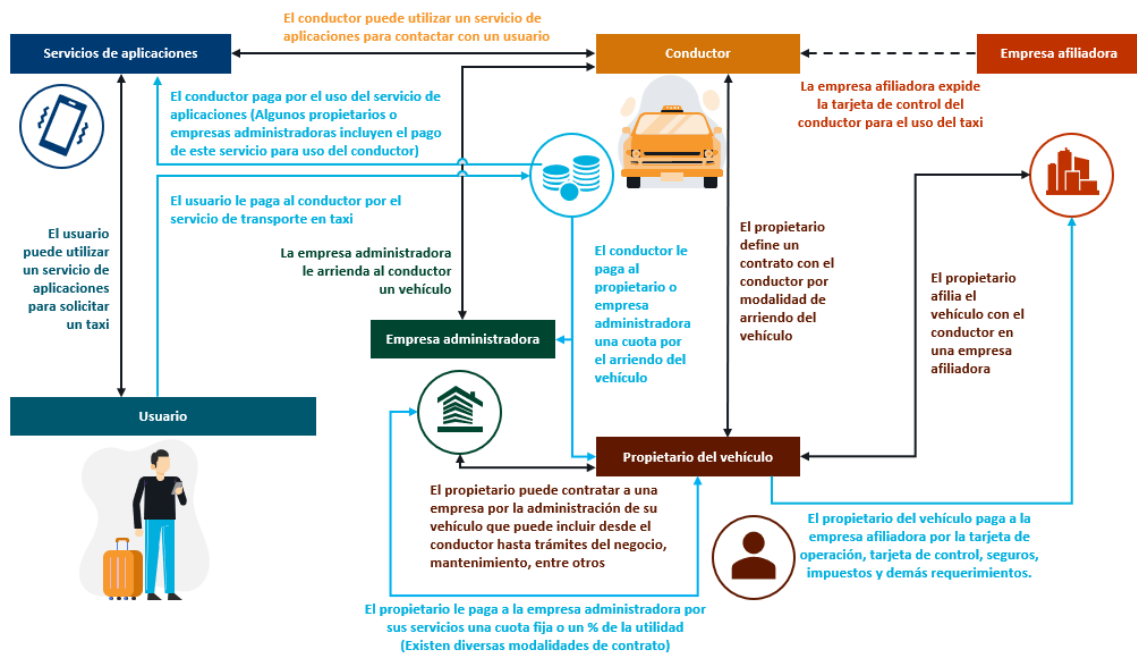 El conductor puede utilizar un servicio de
aplicaciones para contactar con un usuario
Servicios de aplicaciones
Conductor
Empresa afiliadora
La empresa afiliadora expide
la tarjeta de control del
conductor para el uso del taxi
El conductor paga por el uso del servicio de
aplicaciones (Algunos propietarios o
empresas administradoras incluyen el pago
de este servicio para uso del conductor)
TAXI
El usuario le paga al conductor por el
servicio de transporte en taxi
El usuario
puede utilizar
un servicio de
aplicaciones
para solicitar
un taxi
La empresa administradora
le arrienda al conductor
un vehículo
El conductor le
paga al
propietario o
empresa
administradora
una cuota por
el arriendo del
vehículo
El propietario
define un
contrato con el
conductor por
modalidad de
arriendo del
vehículo
El propietario
afilia el
vehículo con el
conductor en
una empresa
afiliadora
Empresa administradora
Usuario
Propietario del vehículo
El propietario puede contratar a una
empresa por la administración de su
vehículo que puede incluir desde el
conductor hasta trámites del negocio,
mantenimiento, entre otros
El propietario del vehículo paga a la
empresa afiliadora por la tarjeta de
operación, tarjeta de control, seguros,
impuestos y demás requerimientos.
El propietario le paga a la empresa administradora por
sus servicios una cuota fija o un % de la utilidad
(Existen diversas modalidades de contrato)